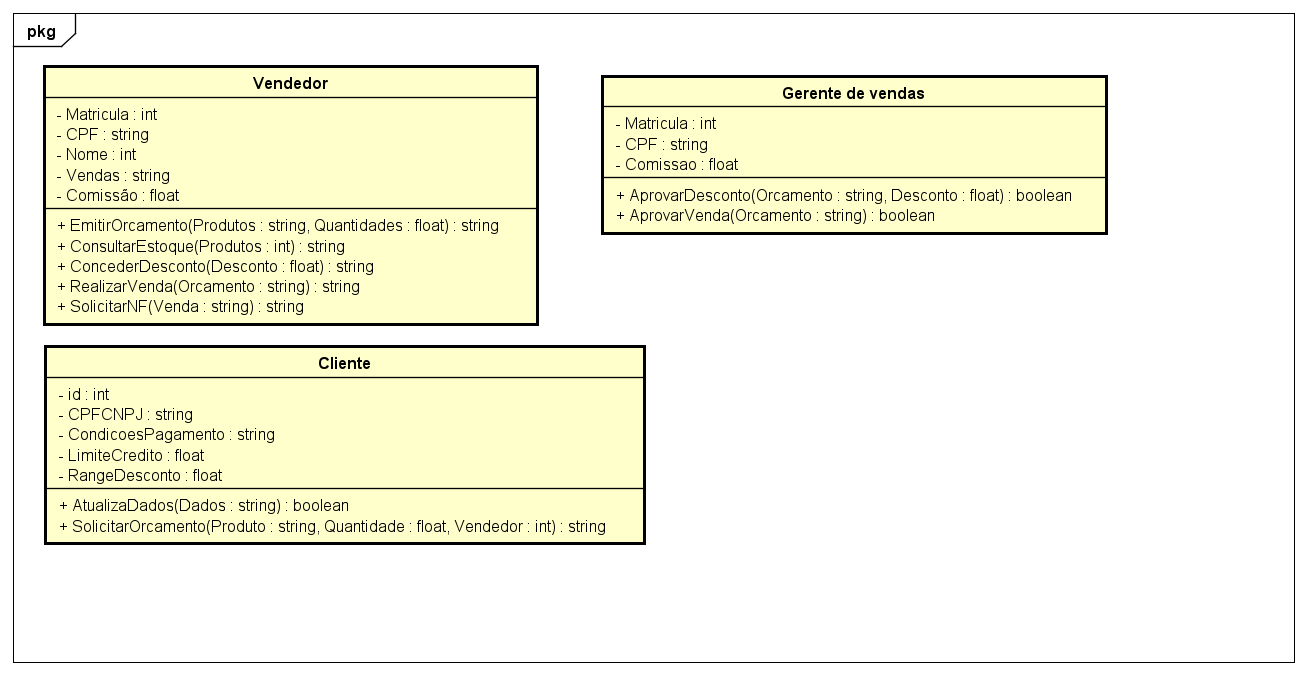 pkg
Vendedor
- Matricula : int
- CPF : string
- Nome : int
- Vendas : string
- Comissão : float
+ EmitirOrcamento(Produtos : string, Quantidades : float) : string
+ ConsultarEstoque(Produtos : int) : string
+ ConcederDesconto(Desconto : float) : string
+ RealizarVenda(Orcamento : string) : string
+ SolicitarNF(Venda : string) : string
Gerente de vendas
- Matricula : int
- CPF : string
- Comissao : float
+ AprovarDesconto(Orcamento : string, Desconto : float) : boolean
+ AprovarVenda(Orcamento : string) : boolean
Cliente
- id : int
- CPFCNPJ : string
- CondicoesPagamento : string
- LimiteCredito : float
- RangeDesconto : float
+ AtualizaDados(Dados : string) : boolean
+ SolicitarOrcamento(Produto : string, Quantidade : float, Vendedor : int) : string